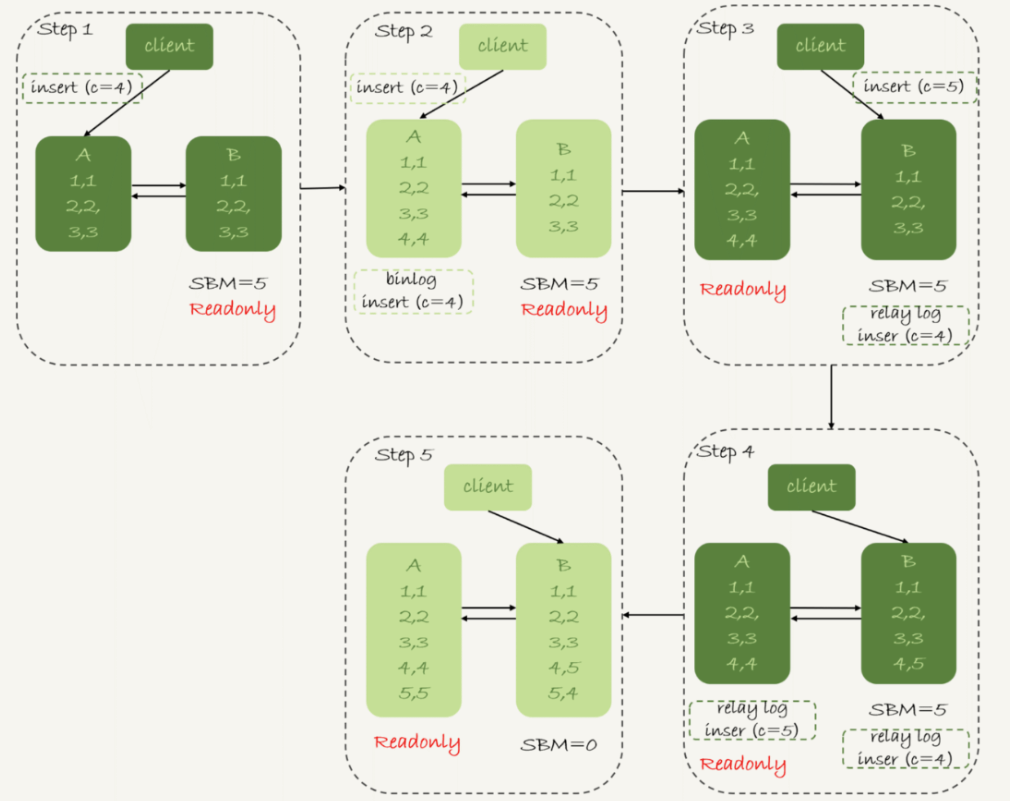 Step 1
client
insert (c=4)
A
1,1
2,2,
3,3
B
1,1
2,2,
3,3
SBM=5
Readonly
Step 2
client
insert (c=4)
A
1,1
2,2
3,3
4,4
binlog
insert (c=4)
B
1,1
2,2
3,3
SBM=5
Readonly
Step 3
client
insert (c=5)
A
1,1
2,2,
3,3
4,4
Readonly
B
1,1
2,2,
3,3
SBM=5
relay log
inser (c=4)
Step 4
client
A
1,1
2,2,
3,3
4,4
relay log
inser (c=5)
Readonly
B
1,1
2,2,
3,3
4,5
SBM=5
relay log
inser (c=4)
Step 5
client
A
1,1
2,2
3,3
4,4
5,5
Readonly
B
1,1
2,2
3,3
4,5
5,4
SBM=0